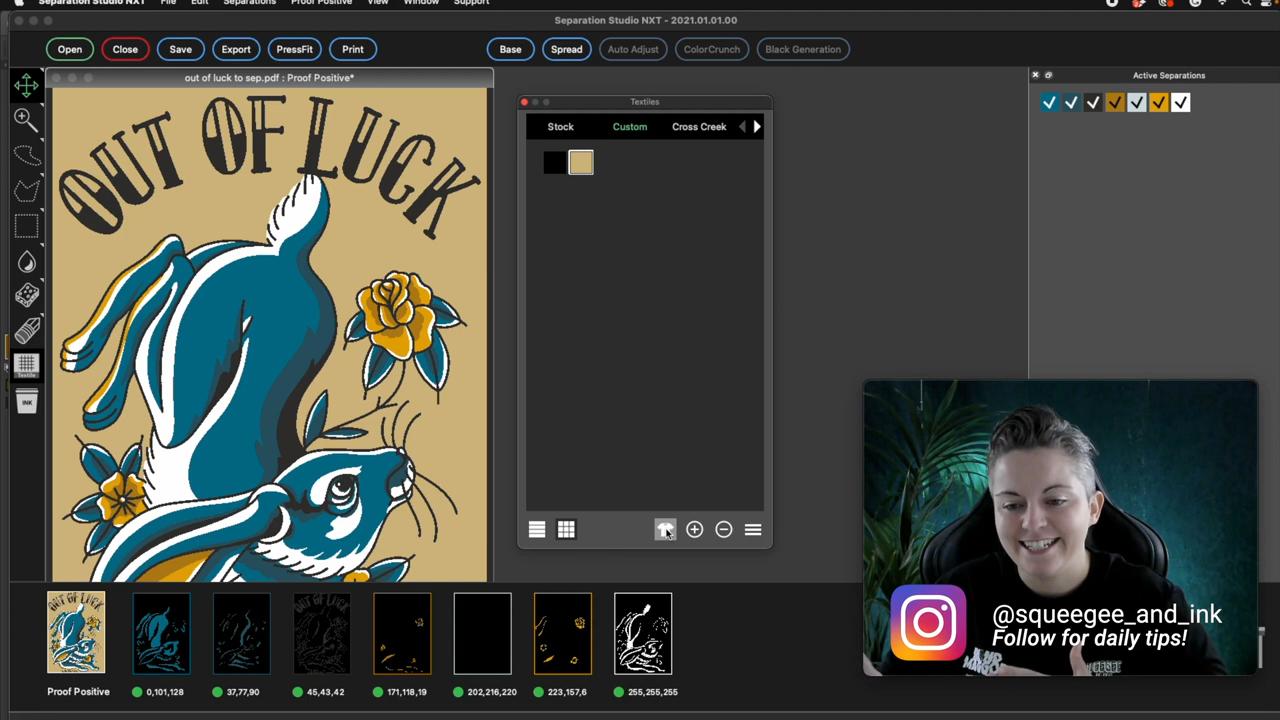 Separation Studio NXT File Edit Separations Proof Positive View Window Support
Separation Studio NXT - 2021.01.01.00
Open Close Save Export PressFit Print Base Spread Auto Adjust ColorCrunch Black Generation
out of luck to sep.pdf : Proof Positive*
Textiles
Active Separations
Stock Custom Cross Creek
OUT OF LUCK
Textile
INK
@squeegee_and_ink
Follow for daily tips!
OUT OF LUCK
Proof Positive 0,101,128 37,77,90 45,43,42 171,118,19 202,216,220 223,157,6 255,255,255